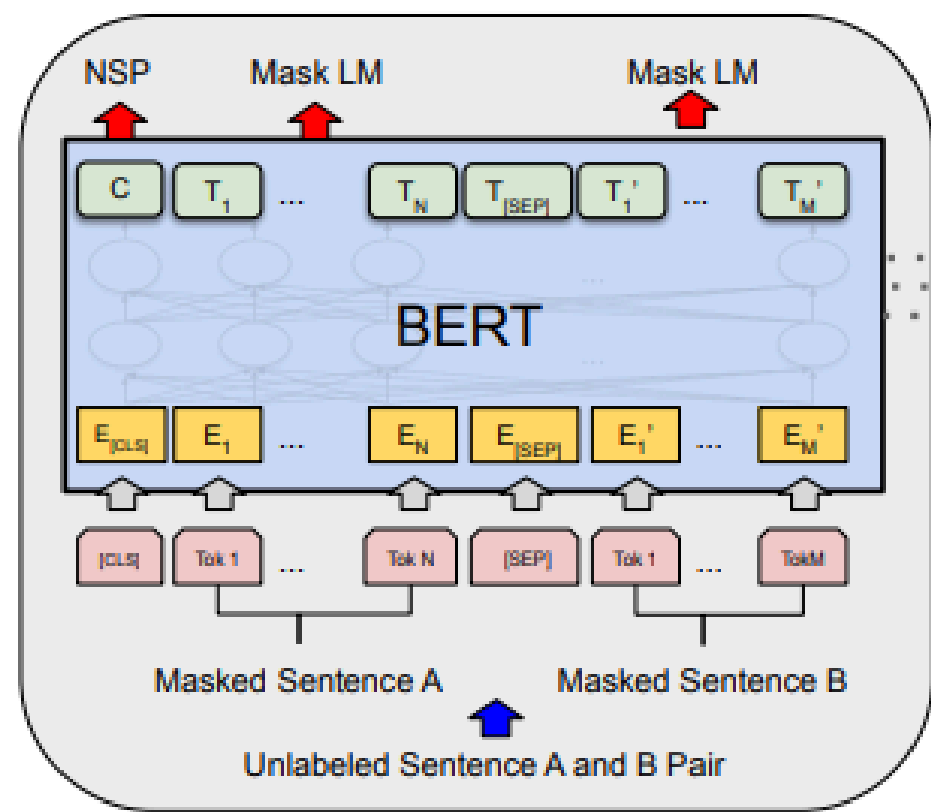 NSP Mask LM Mask LM
C T1 ... TN T[SEP] T1' ... TM'
...
BERT
...
E[CLS] E1 ... EN E[SEP] E1' ... EM'
[CLS] Tok 1 ... Tok N [SEP] Tok 1 ... TokM
Masked Sentence A Masked Sentence B
Unlabeled Sentence A and B Pair